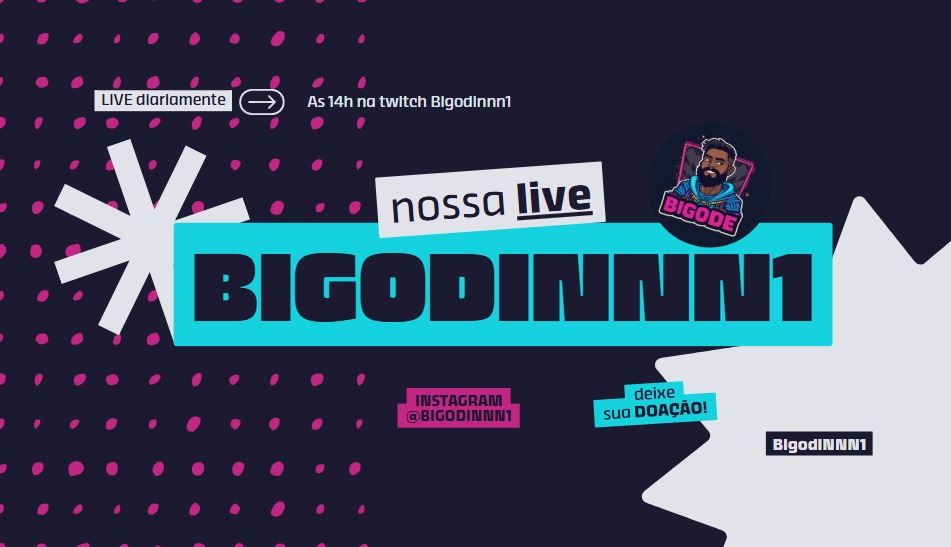 LIVE diariamente
As 14h na twitch Bigodinnn1
nossa live
BIGODE
BIGODINNN1
INSTAGRAM
@BIGODINNN1
deixe
sua DOAÇÃO!
BigodINNN1